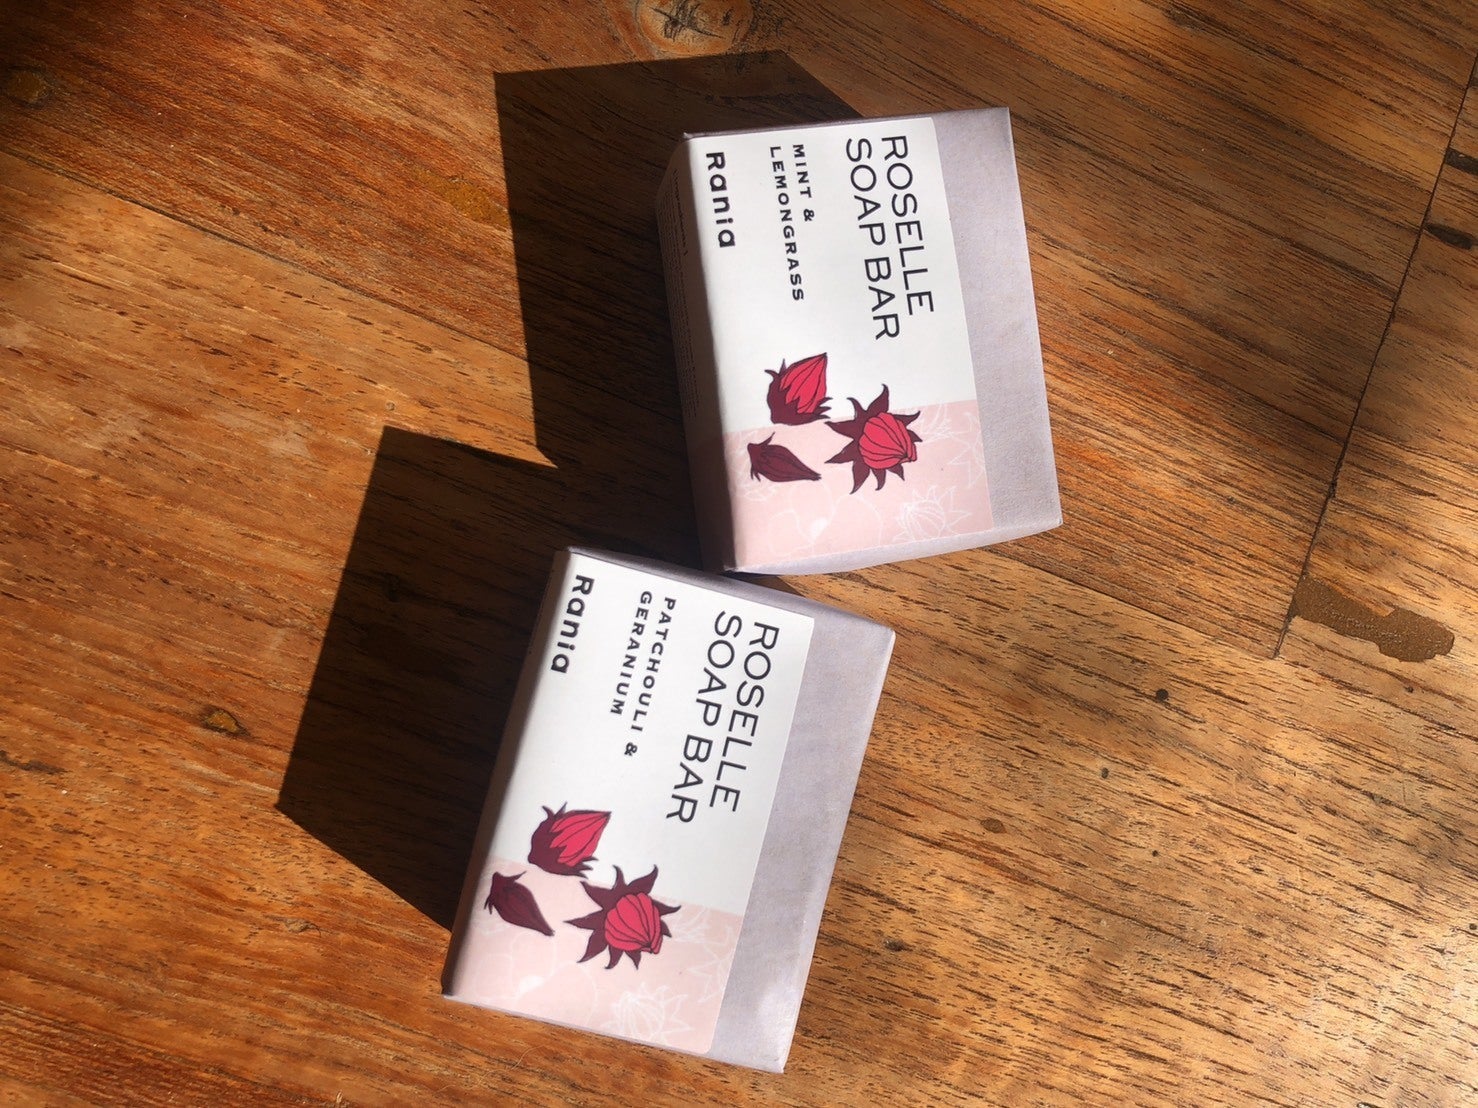 ROSELLE
SOAP BAR
MINT &
LEMONGRASS
Rania
ROSELLE
SOAP BAR
PATCHOULI &
GERANIUM
Rania